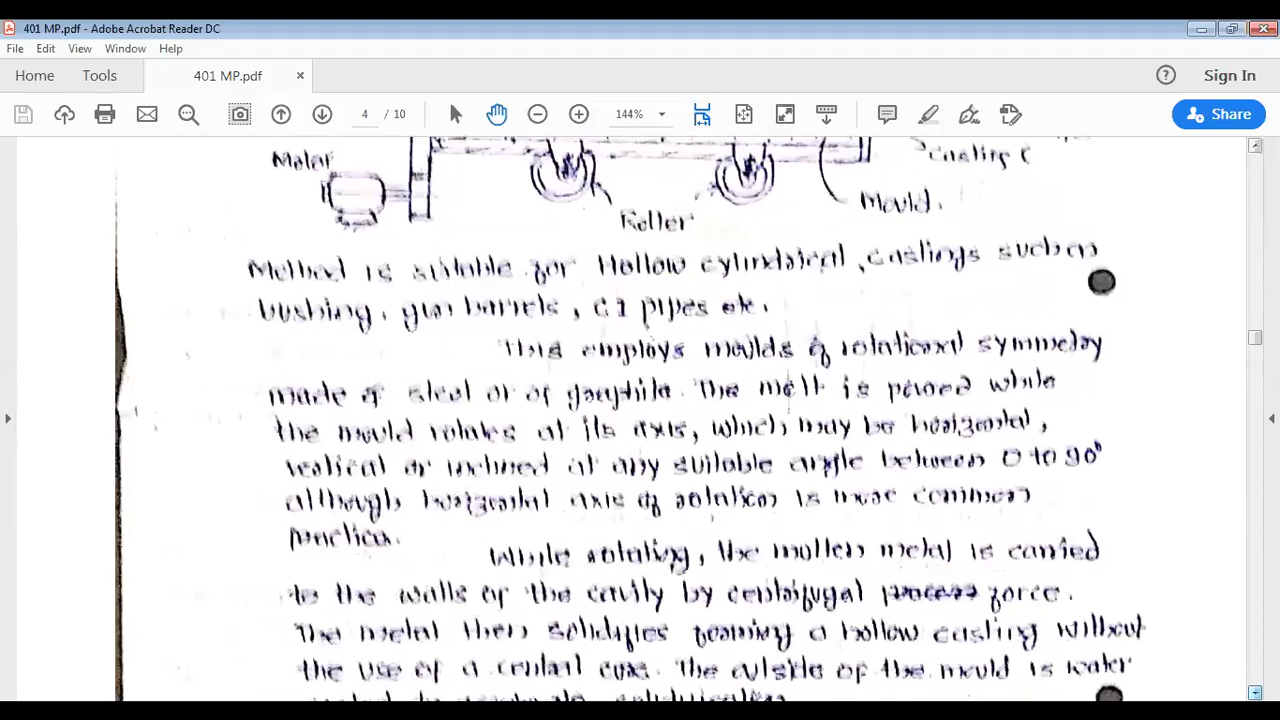 401 MP.pdf - Adobe Acrobat Reader DC
File Edit View Window Help
Home Tools 401 MP.pdf × Sign In
4 / 10 144% Share
Motor
Casting
Mould.
Roller
Method is suitable for Hollow cylindrical castings such as
bushing, gun barrels, C I pipes etc.
This employs moulds of rotational symmetry
made of steel or of graphite. The melt is poured while
the mould rotates at its axis, which may be horizontal,
vertical or inclined at any suitable angle between 0 to 90°
although horizontal axis of rotation is more common
practice.
While rotating, the molten metal is carried
to the walls of the cavity by centrifugal process force.
The metal then solidifies forming a hollow casting without
the use of a central core. The outside of the mould is water